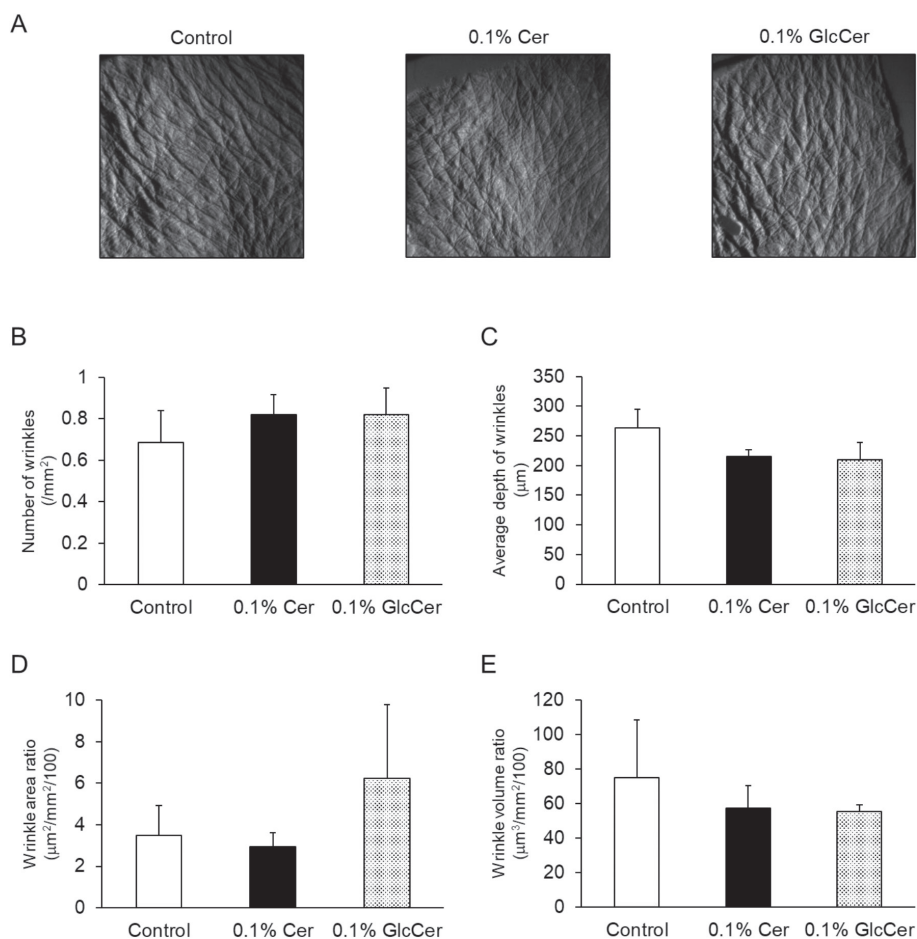 A
Control
0.1% Cer
0.1% GlcCer
B
Number of wrinkles
(/mm²)
1
0.8
0.6
0.4
0.2
0
Control
0.1% Cer
0.1% GlcCer
C
Average depth of wrinkles
(μm)
350
300
250
200
150
100
50
0
Control
0.1% Cer
0.1% GlcCer
D
Wrinkle area ratio
(μm²/mm²/100)
10
8
6
4
2
0
Control
0.1% Cer
0.1% GlcCer
E
Wrinkle volume ratio
(μm³/mm²/100)
120
100
80
60
40
20
0
Control
0.1% Cer
0.1% GlcCer